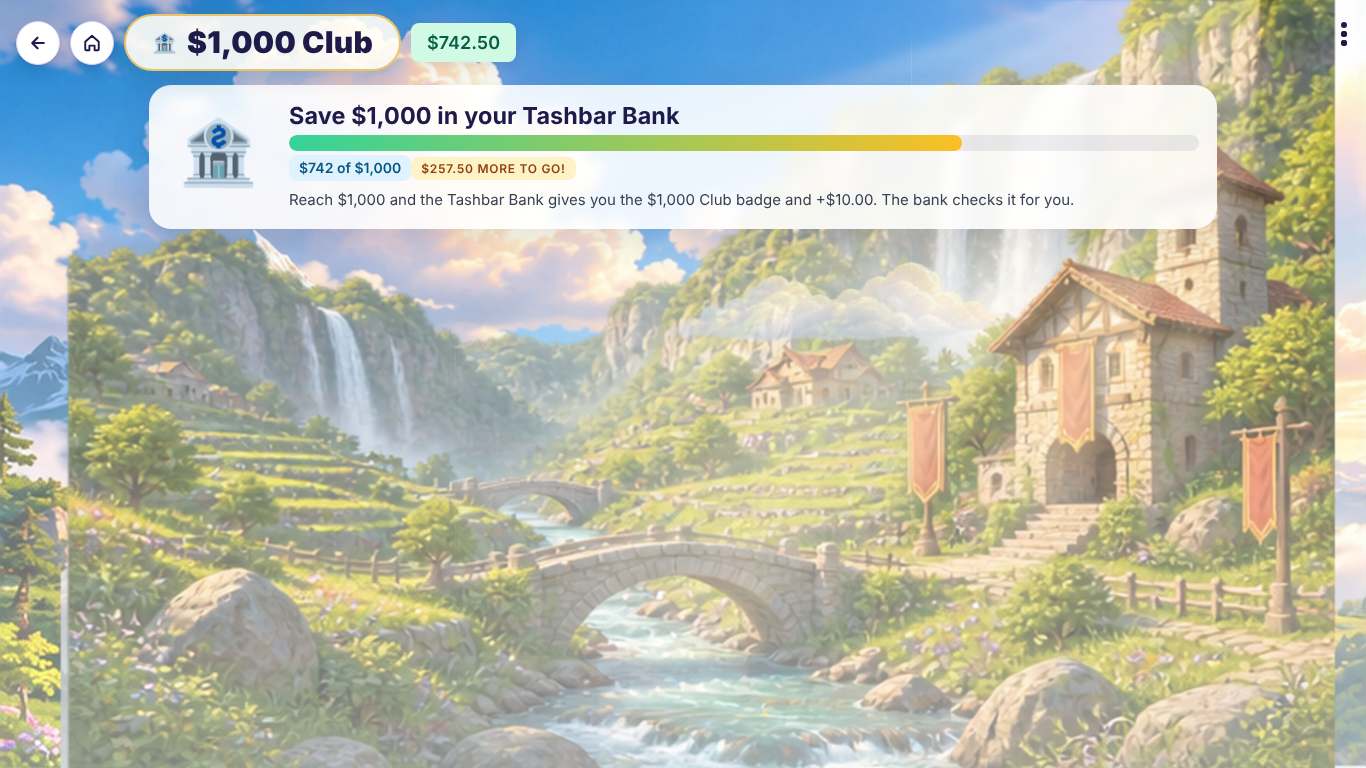 $1,000 Club
$742.50
Save $1,000 in your Tashbar Bank
$742 of $1,000
$257.50 MORE TO GO!
Reach $1,000 and the Tashbar Bank gives you the $1,000 Club badge and +$10.00. The bank checks it for you.